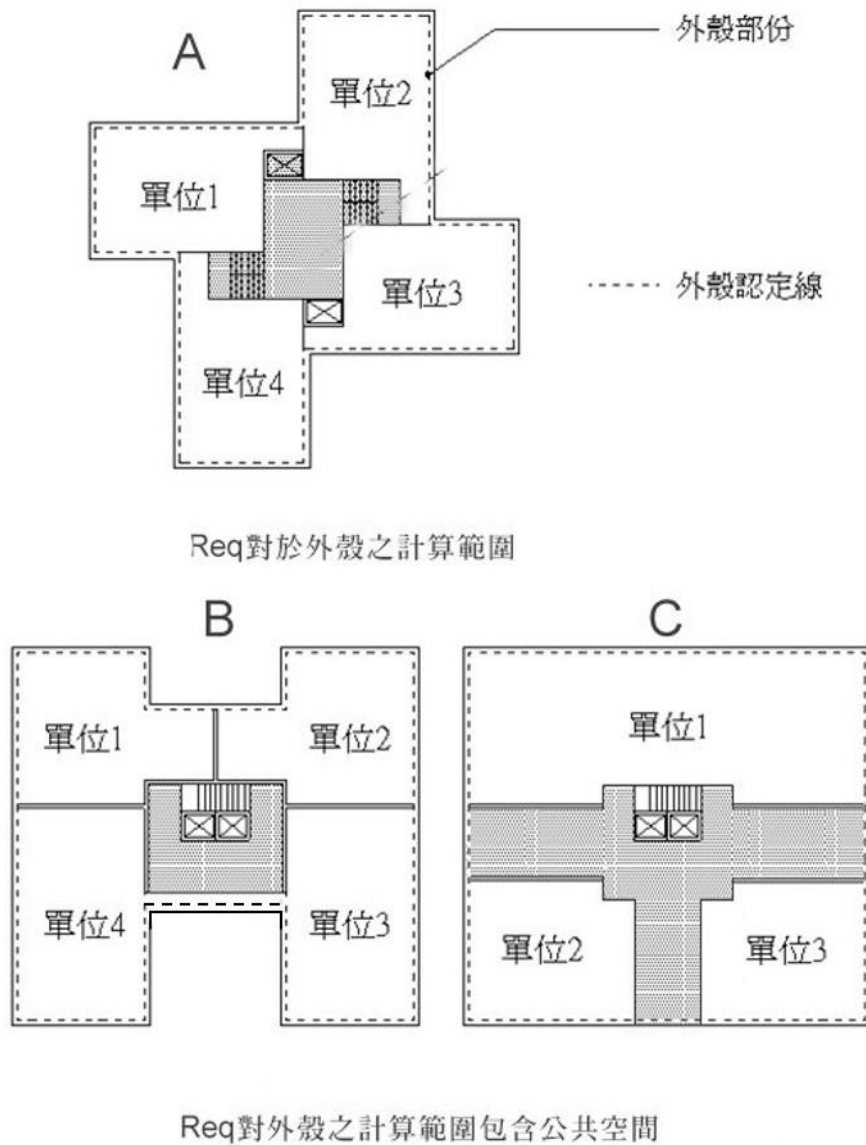 A
外殼部份
單位2
單位1
單位3
外殼認定線
單位4
Req對於外殼之計算範圍
B
C
單位1
單位2
單位1
單位4
單位3
單位2
單位3
Req對外殼之計算範圍包含公共空間